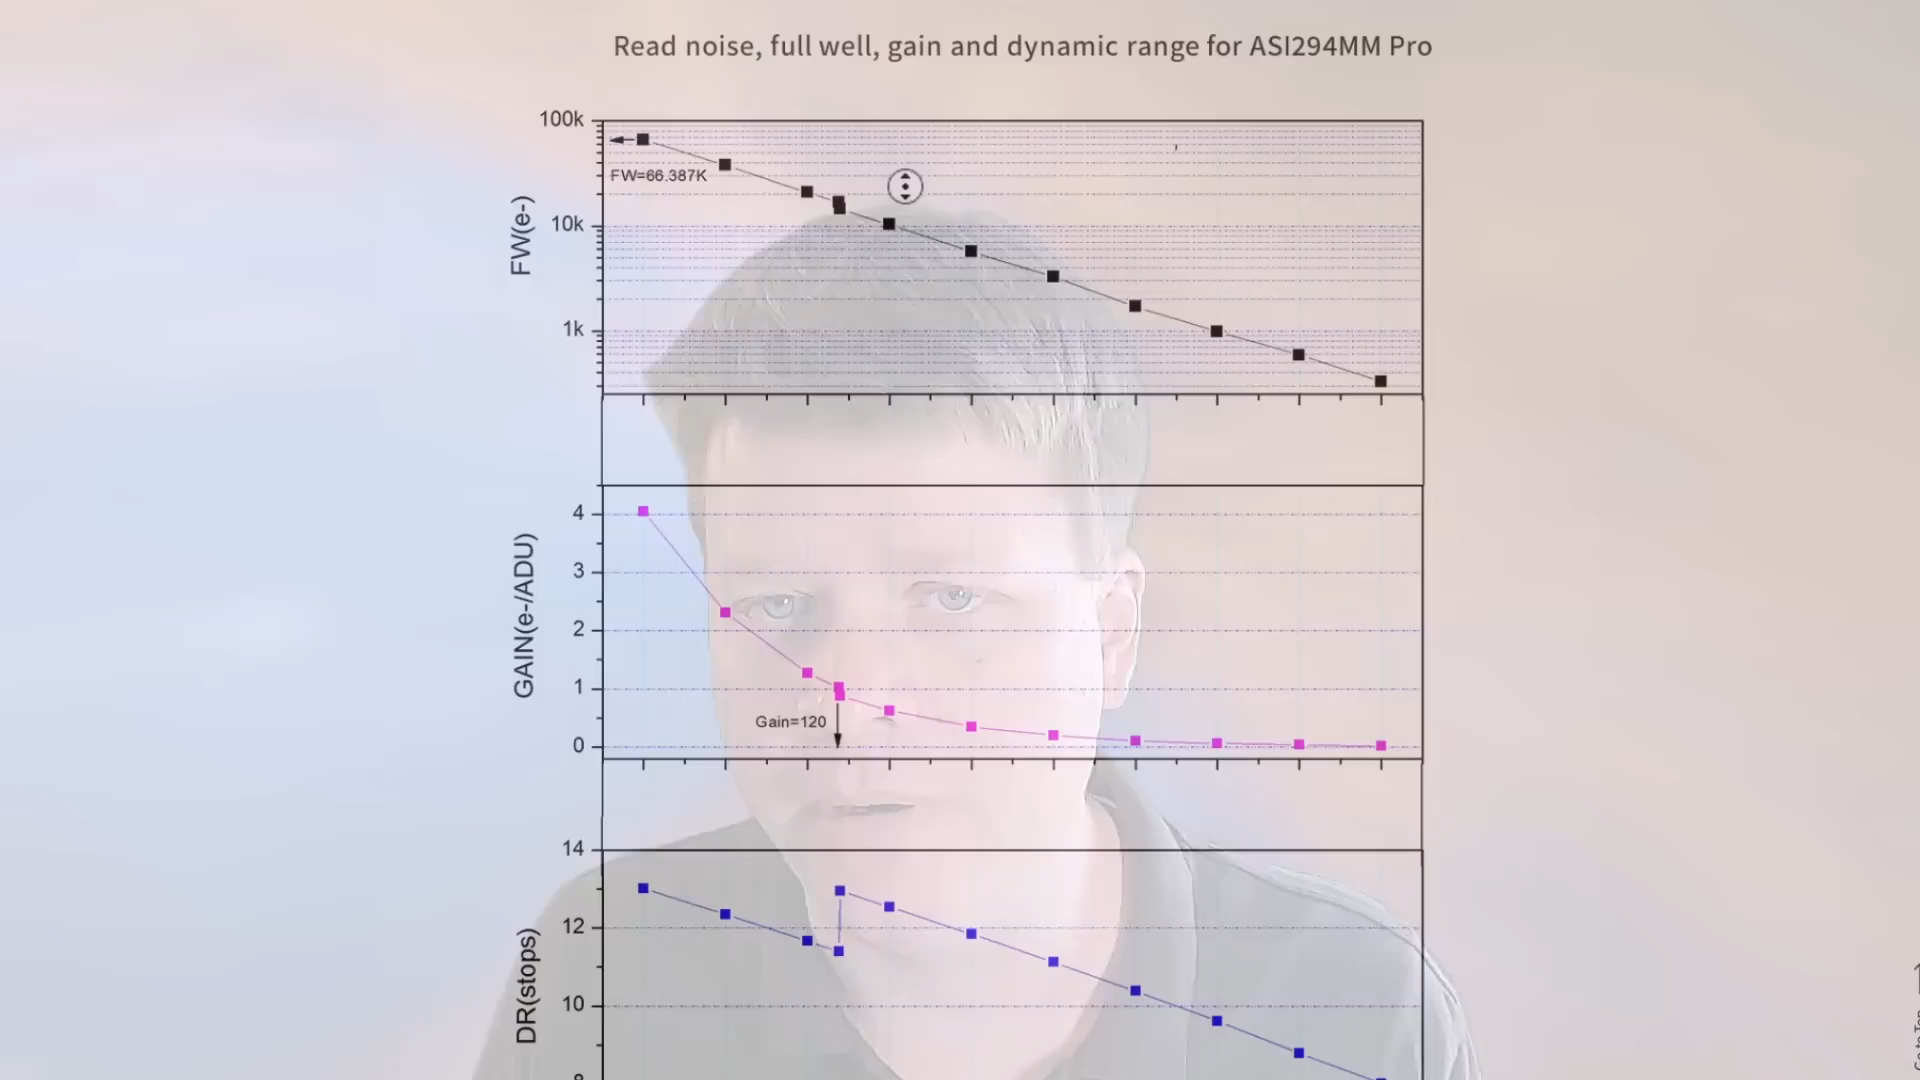 Read noise, full well, gain and dynamic range for ASI294MM Pro
100k
FW=66.387K
10k
1k
FW(e-)
4
3
2
1
0
Gain=120
GAIN(e-/ADU)
14
12
10
DR(stops)